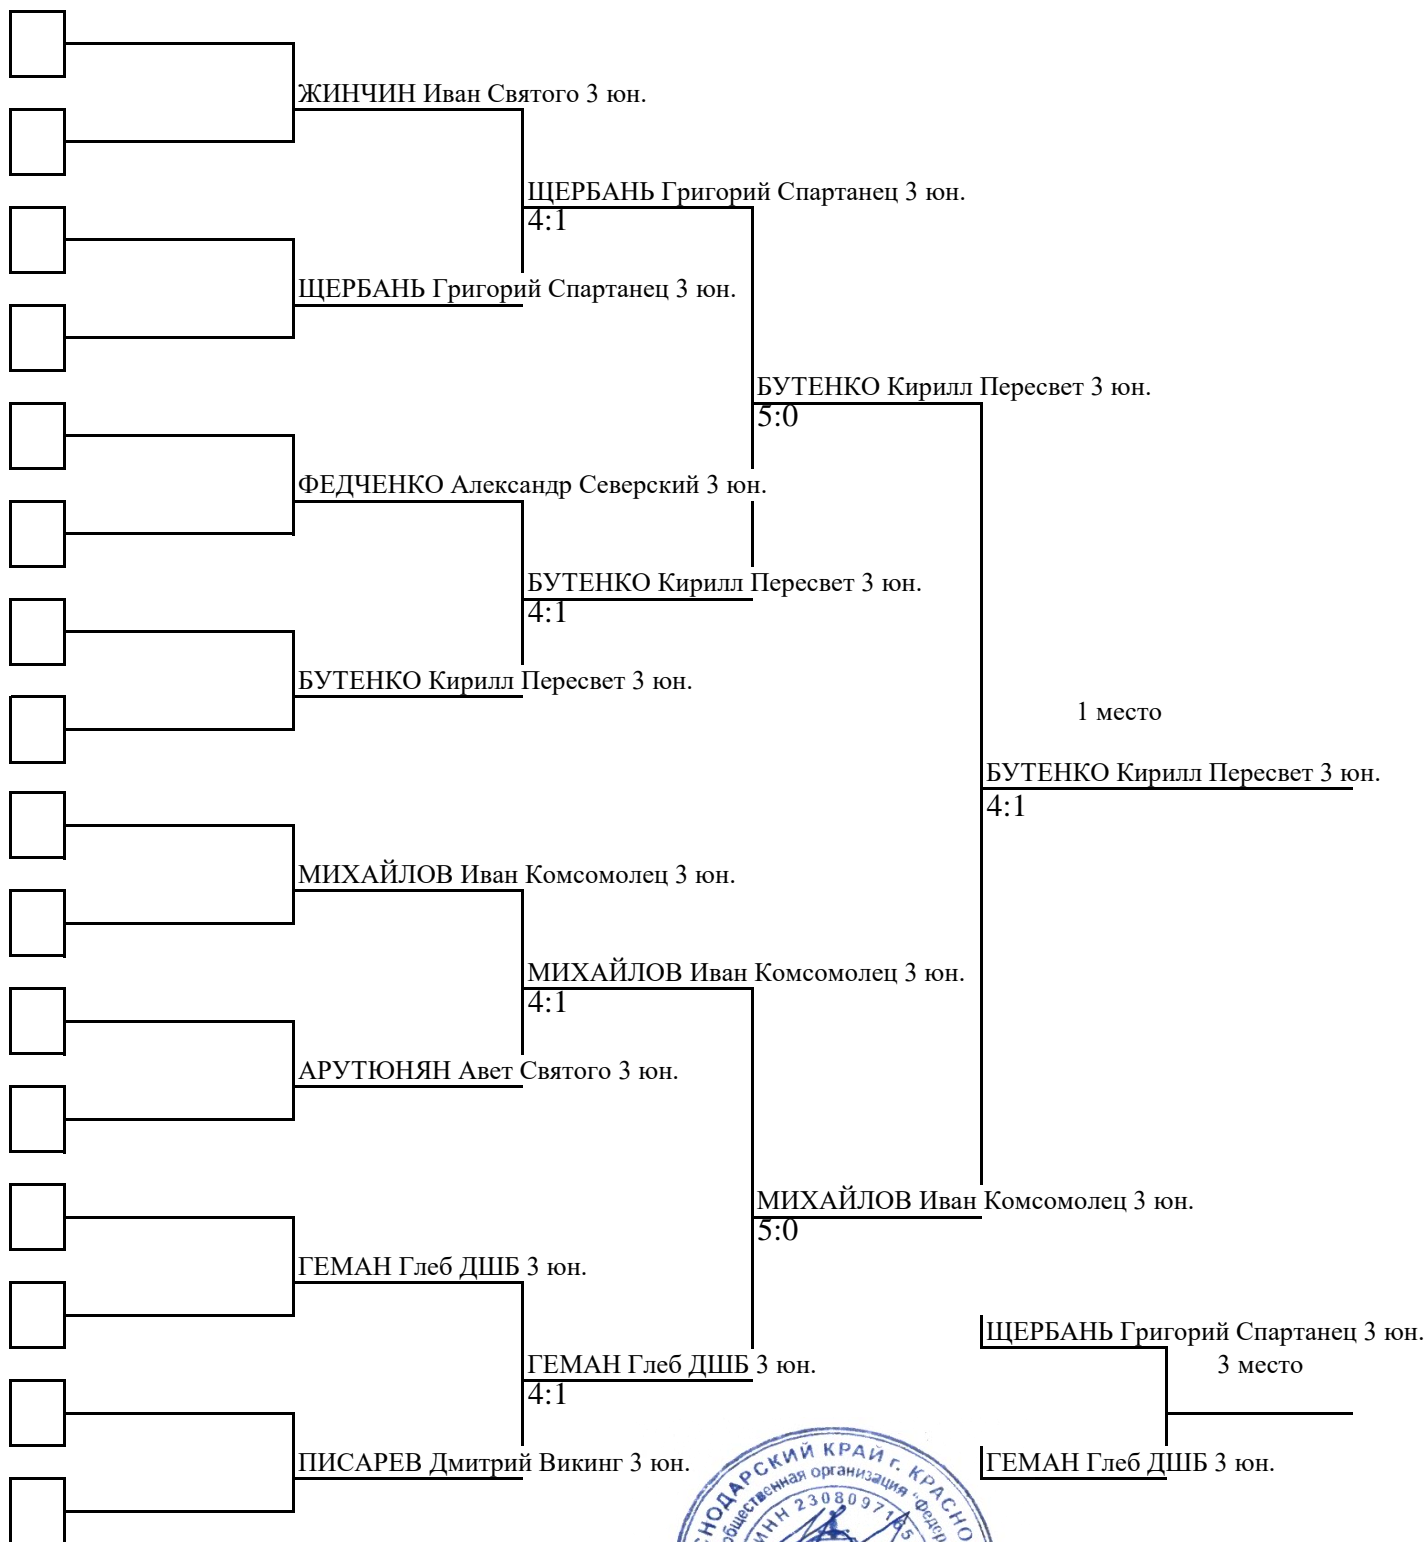 ЖИНЧИН Иван Святого 3 юн.
ЩЕРБАНЬ Григорий Спартанец 3 юн.
4:1
ЩЕРБАНЬ Григорий Спартанец 3 юн.
БУТЕНКО Кирилл Пересвет 3 юн.
5:0
ФЕДЧЕНКО Александр Северский 3 юн.
БУТЕНКО Кирилл Пересвет 3 юн.
4:1
БУТЕНКО Кирилл Пересвет 3 юн.
1 место
БУТЕНКО Кирилл Пересвет 3 юн.
4:1
МИХАЙЛОВ Иван Комсомолец 3 юн.
МИХАЙЛОВ Иван Комсомолец 3 юн.
4:1
АРУТЮНЯН Авет Святого 3 юн.
МИХАЙЛОВ Иван Комсомолец 3 юн.
5:0
ГЕМАН Глеб ДШБ 3 юн.
ЩЕРБАНЬ Григорий Спартанец 3 юн.
ГЕМАН Глеб ДШБ 3 юн.
3 место
4:1
ПИСАРЕВ Дмитрий Викинг 3 юн.
ГЕМАН Глеб ДШБ 3 юн.
СНОДАРСКИЙ КРАЙ г. КРАСНО
общественная организация "Федер
ИНН 2308097165